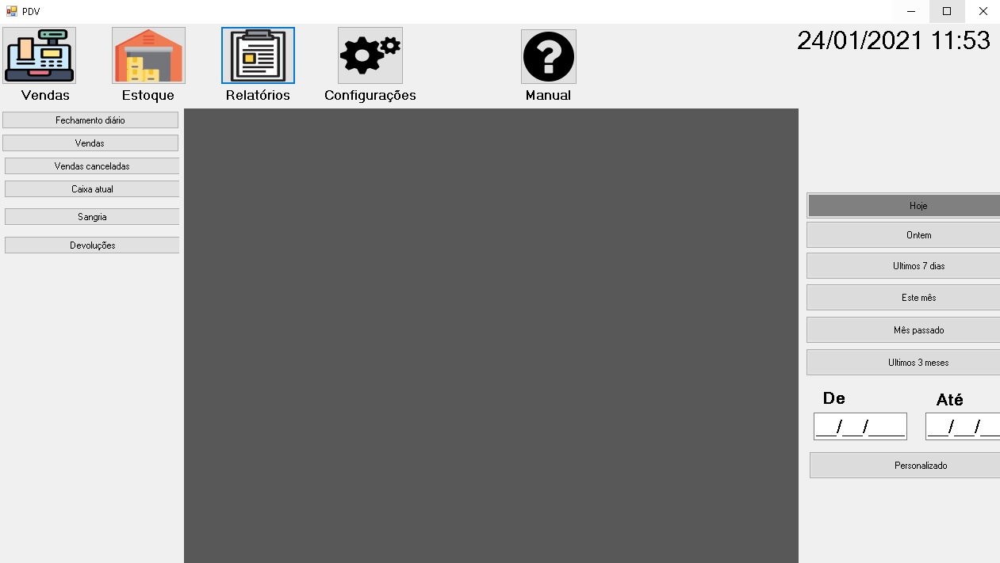 PDV
24/01/2021 11:53
Vendas
Estoque
Relatórios
Configurações
Manual
Fechamento diário
Vendas
Vendas canceladas
Caixa atual
Sangria
Devoluções
Hoje
Ontem
Ultimos 7 dias
Este mês
Mês passado
Ultimos 3 meses
De
Até
__/__/____
__/__/__
Personalizado